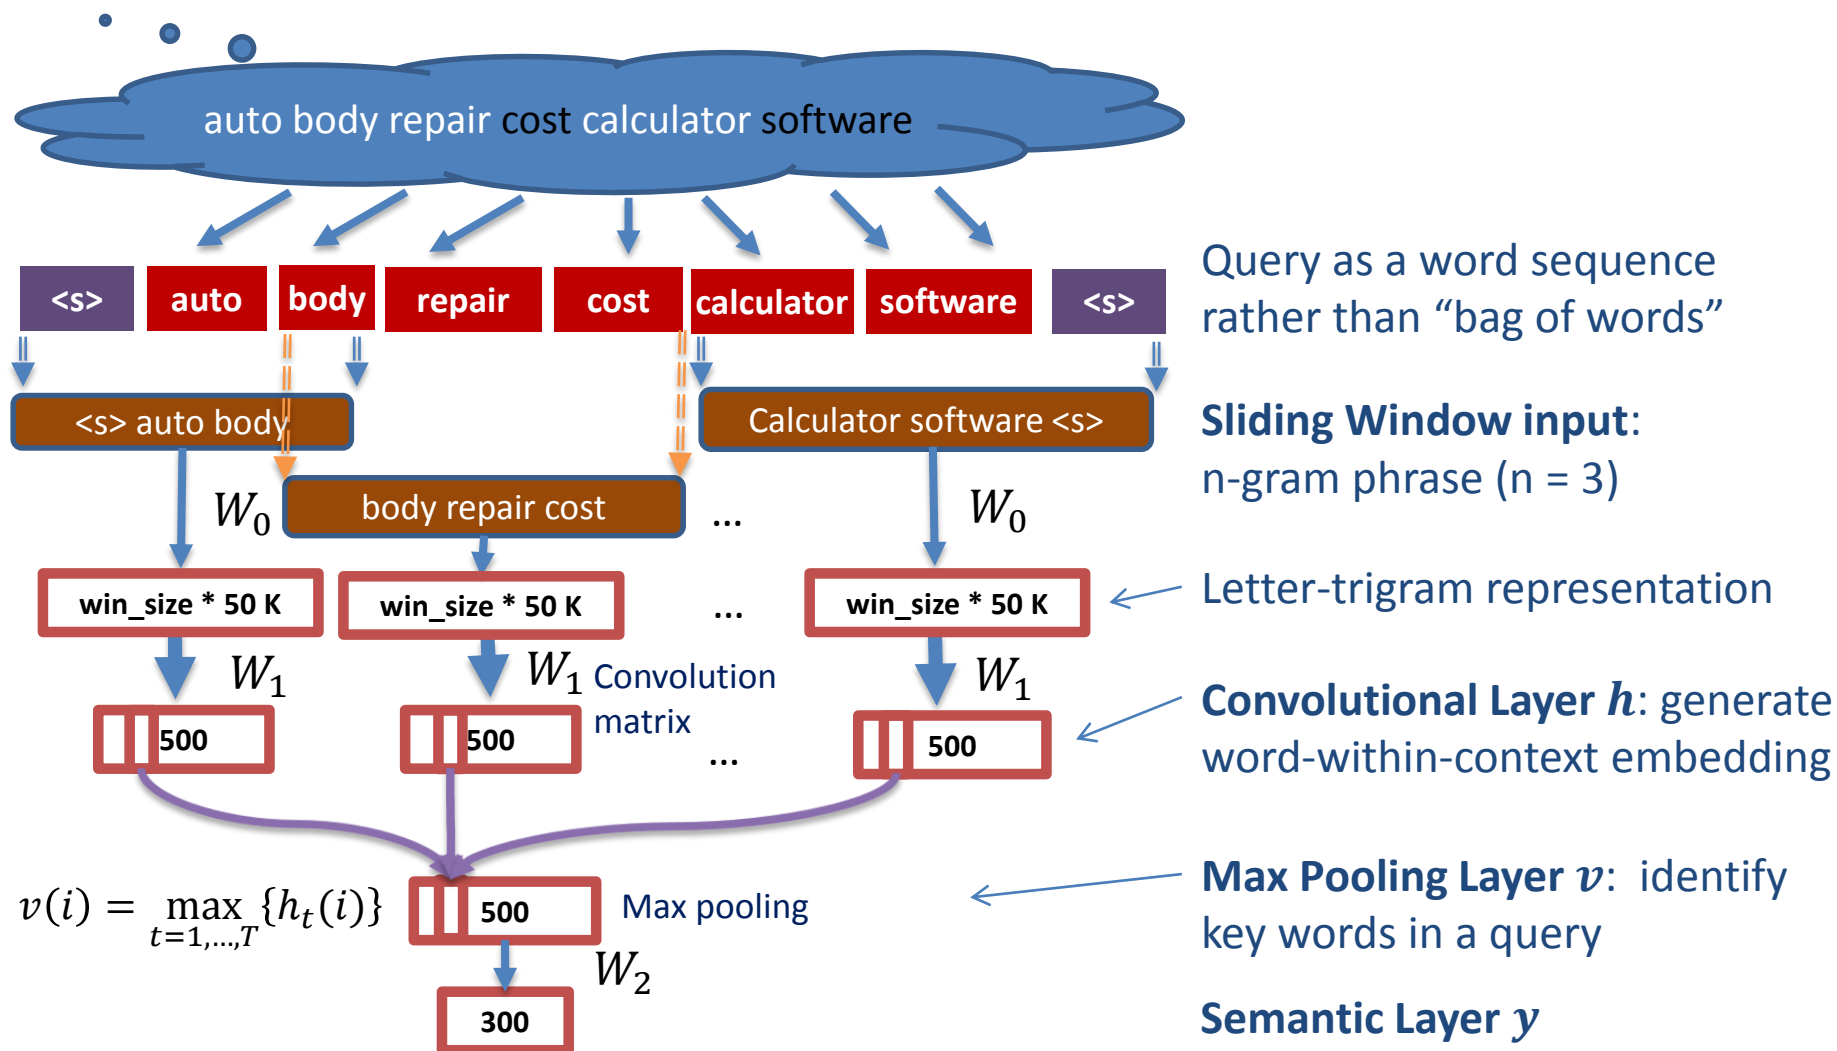 auto body repair cost calculator software
<s> auto body repair cost calculator software <s>
Query as a word sequence
rather than “bag of words”
<s> auto body
Calculator software <s>
Sliding Window input:
n-gram phrase (n = 3)
W0
body repair cost
...
W0
win_size * 50 K
win_size * 50 K
...
win_size * 50 K
Letter-trigram representation
W1
W1
Convolution
matrix
W1
500
500
...
500
Convolutional Layer h: generate
word-within-context embedding
v(i) = max t=1,...,T {ht(i)}
500
Max pooling
Max Pooling Layer v: identify
key words in a query
W2
300
Semantic Layer y